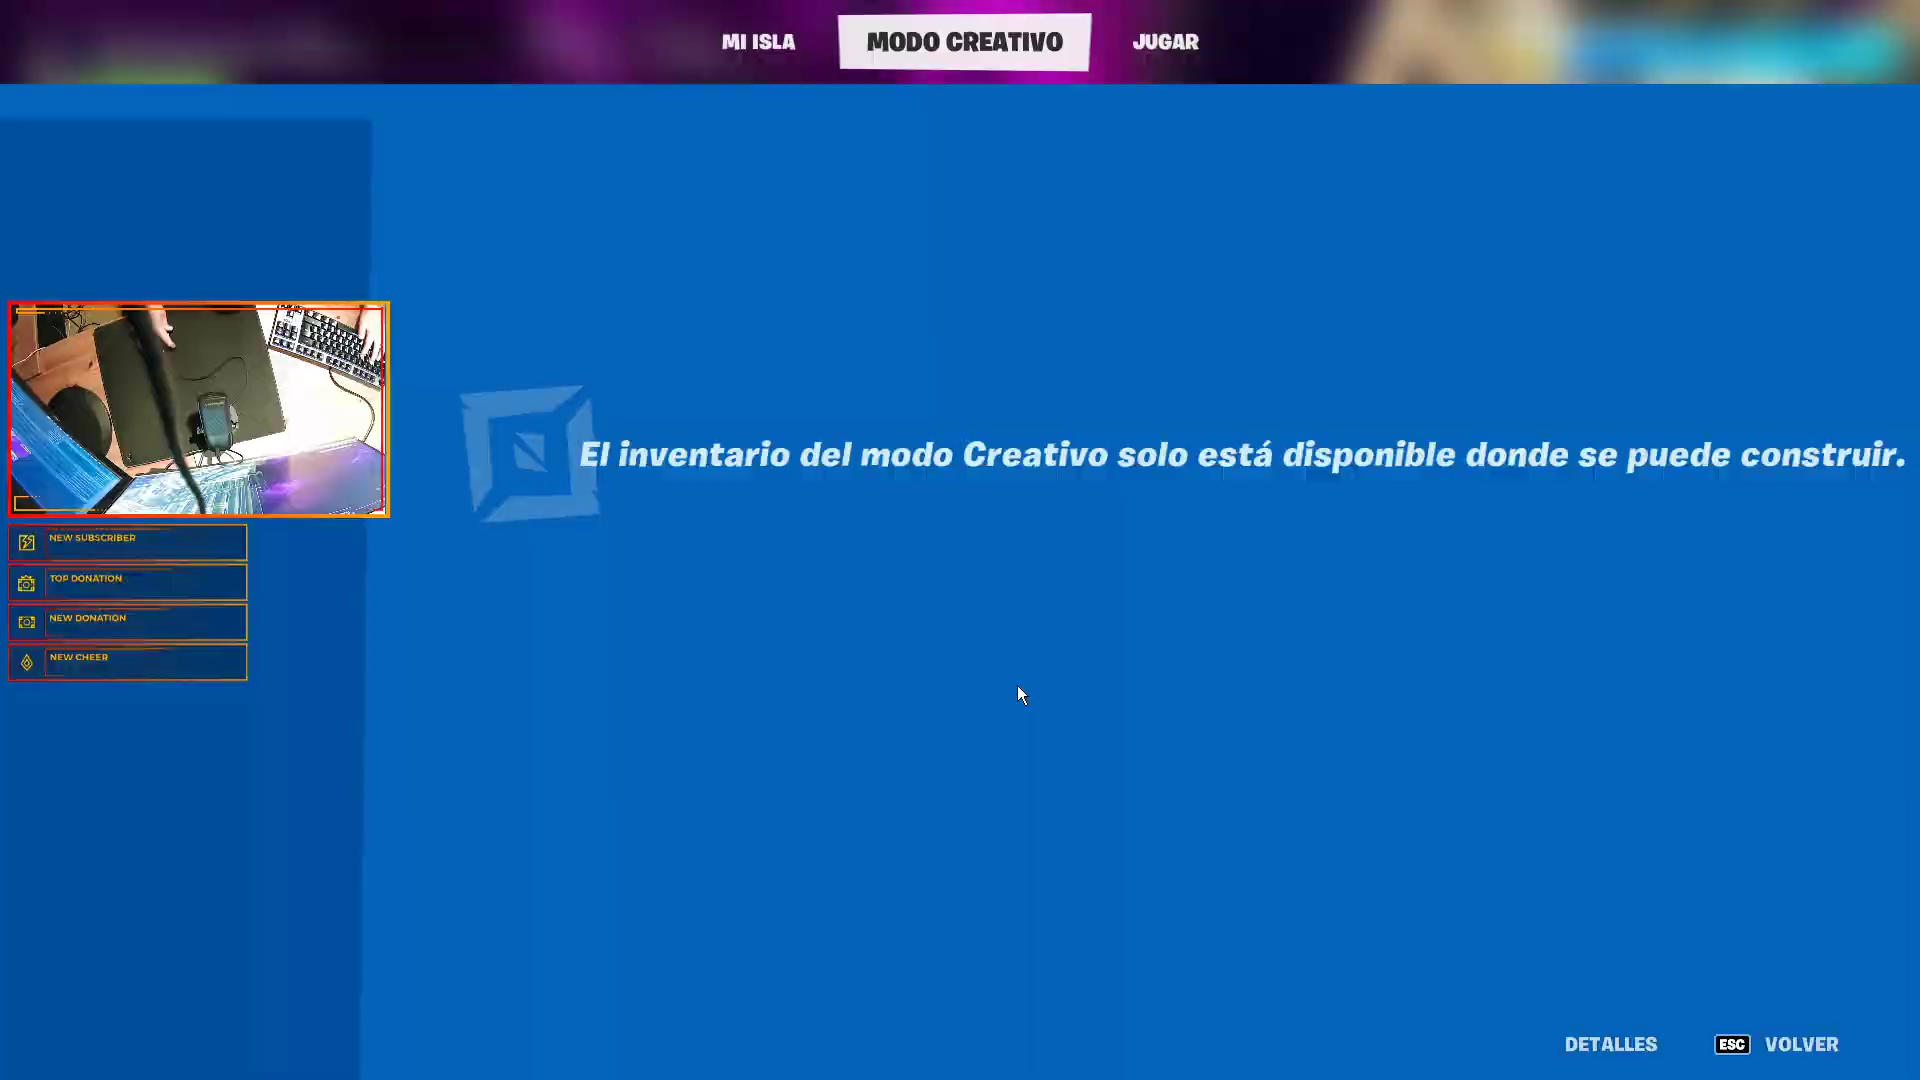 MI ISLA
MODO CREATIVO
JUGAR
El inventario del modo Creativo solo está disponible donde se puede construir.
NEW SUBSCRIBER
TOP DONATION
NEW DONATION
NEW CHEER
DETALLES
ESC VOLVER